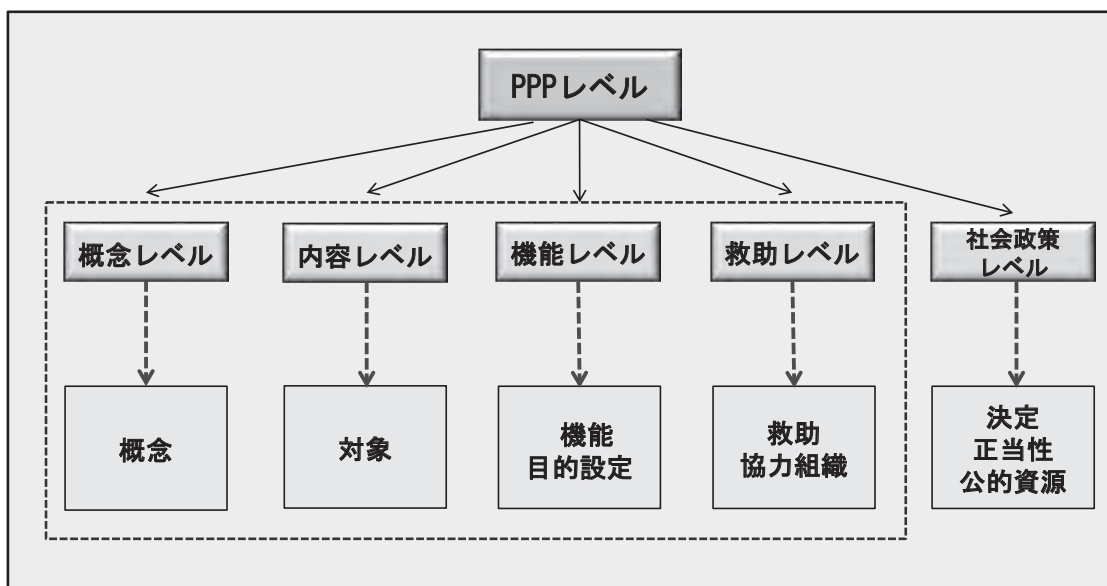 PPPレベル
概念レベル
内容レベル
機能レベル
救助レベル
社会政策
レベル
概念
対象
機能
目的設定
救助
協力組織
決定
正当性
公的資源